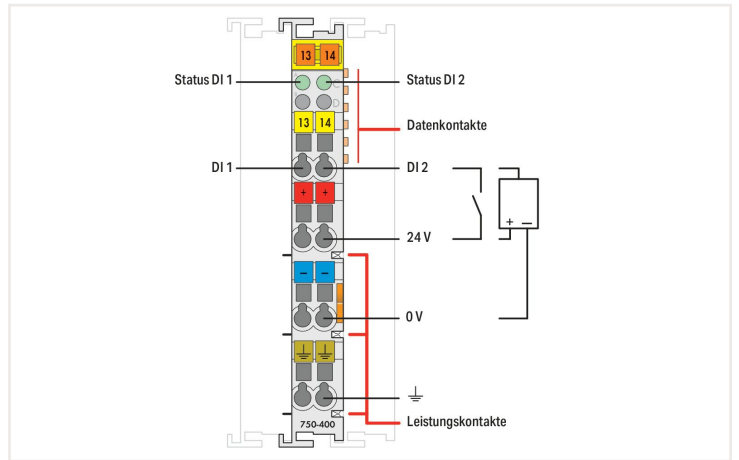 13 14
Status DI 1
Status DI 2
C
D
13 14
Datenkontakte
DI 1
DI 2
+ +
+ –
24 V
– –
0 V
750-400
Leistungskontakte